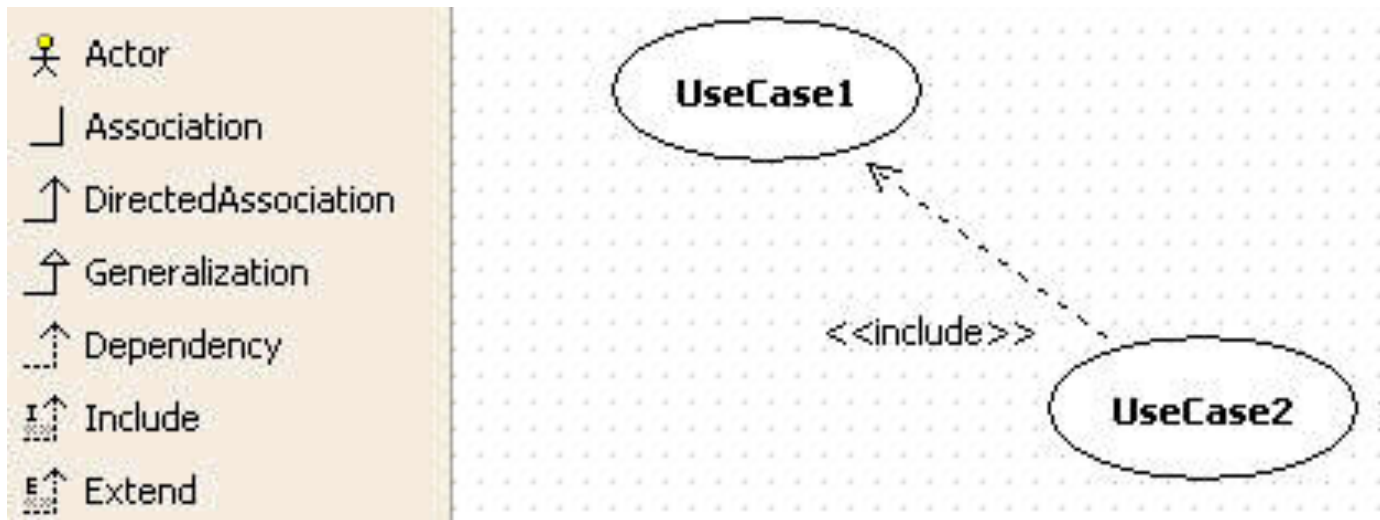 Actor
Association
DirectedAssociation
Generalization
Dependency
I Include
E Extend
UseCase1
<<include>>
UseCase2